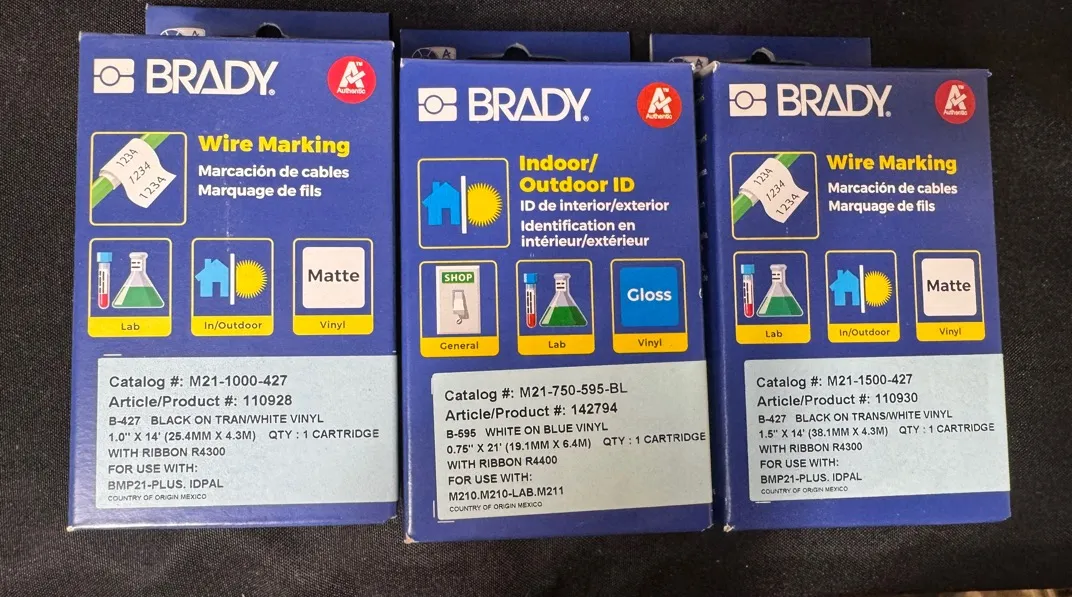 BRADY®
Authentic™
Wire Marking
Marcación de cables
Marquage de fils
123A
1234
123A
Lab
In/Outdoor
Matte
Vinyl
Catalog #: M21-1000-427
Article/Product #: 110928
B-427 BLACK ON TRAN/WHITE VINYL
1.0" X 14' (25.4MM X 4.3M) QTY : 1 CARTRIDGE
WITH RIBBON R4300
FOR USE WITH:
BMP21-PLUS. IDPAL
COUNTRY OF ORIGIN MEXICO
BRADY®
Authentic™
Indoor/
Outdoor ID
ID de interior/exterior
Identification en
intérieur/extérieur
SHOP
General
Lab
Gloss
Vinyl
Catalog #: M21-750-595-BL
Article/Product #: 142794
B-595 WHITE ON BLUE VINYL
0.75" X 21' (19.1MM X 6.4M) QTY : 1 CARTRIDGE
WITH RIBBON R4400
FOR USE WITH:
M210.M210-LAB.M211
COUNTRY OF ORIGIN MEXICO
BRADY®
Authentic™
Wire Marking
Marcación de cables
Marquage de fils
123A
1234
123A
Lab
In/Outdoor
Matte
Vinyl
Catalog #: M21-1500-427
Article/Product #: 110930
B-427 BLACK ON TRANS/WHITE VINYL
1.5" X 14' (38.1MM X 4.3M) QTY : 1 CARTRIDGE
WITH RIBBON R4300
FOR USE WITH:
BMP21-PLUS. IDPAL
COUNTRY OF ORIGIN MEXICO